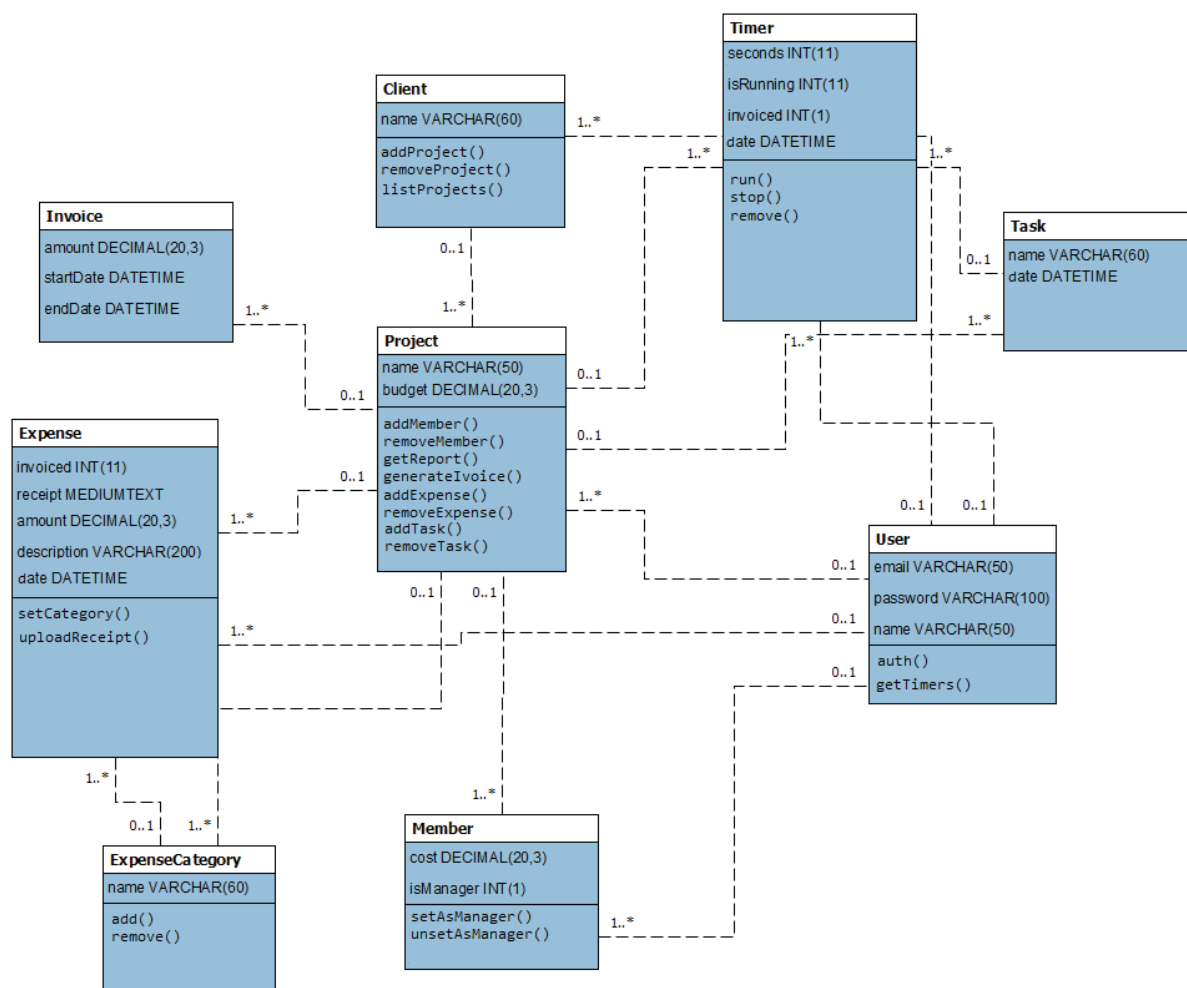 Timer
seconds INT(11)
isRunning INT(11)
invoiced INT(1)
date DATETIME
run()
stop()
remove()
1..*
1..*
Client
name VARCHAR(60)
addProject()
removeProject()
listProjects()
1..*
0..1
1..*
Task
name VARCHAR(60)
date DATETIME
0..1
1..*
1..*
Invoice
amount DECIMAL(20,3)
startDate DATETIME
endDate DATETIME
1..*
Project
name VARCHAR(50)
budget DECIMAL(20,3)
addMember()
removeMember()
getReport()
generateIvoice()
addExpense()
removeExpense()
addTask()
removeTask()
0..1
0..1
0..1
0..1
1..*
0..1
0..1
Expense
invoiced INT(11)
receipt MEDIUMTEXT
amount DECIMAL(20,3)
description VARCHAR(200)
date DATETIME
setCategory()
uploadReceipt()
1..*
1..*
1..*
0..1
0..1
User
email VARCHAR(50)
password VARCHAR(100)
name VARCHAR(50)
auth()
getTimers()
0..1
0..1
0..1
0..1
1..*
ExpenseCategory
name VARCHAR(60)
add()
remove()
1..*
Member
cost DECIMAL(20,3)
isManager INT(1)
setAsManager()
unsetAsManager()
1..*